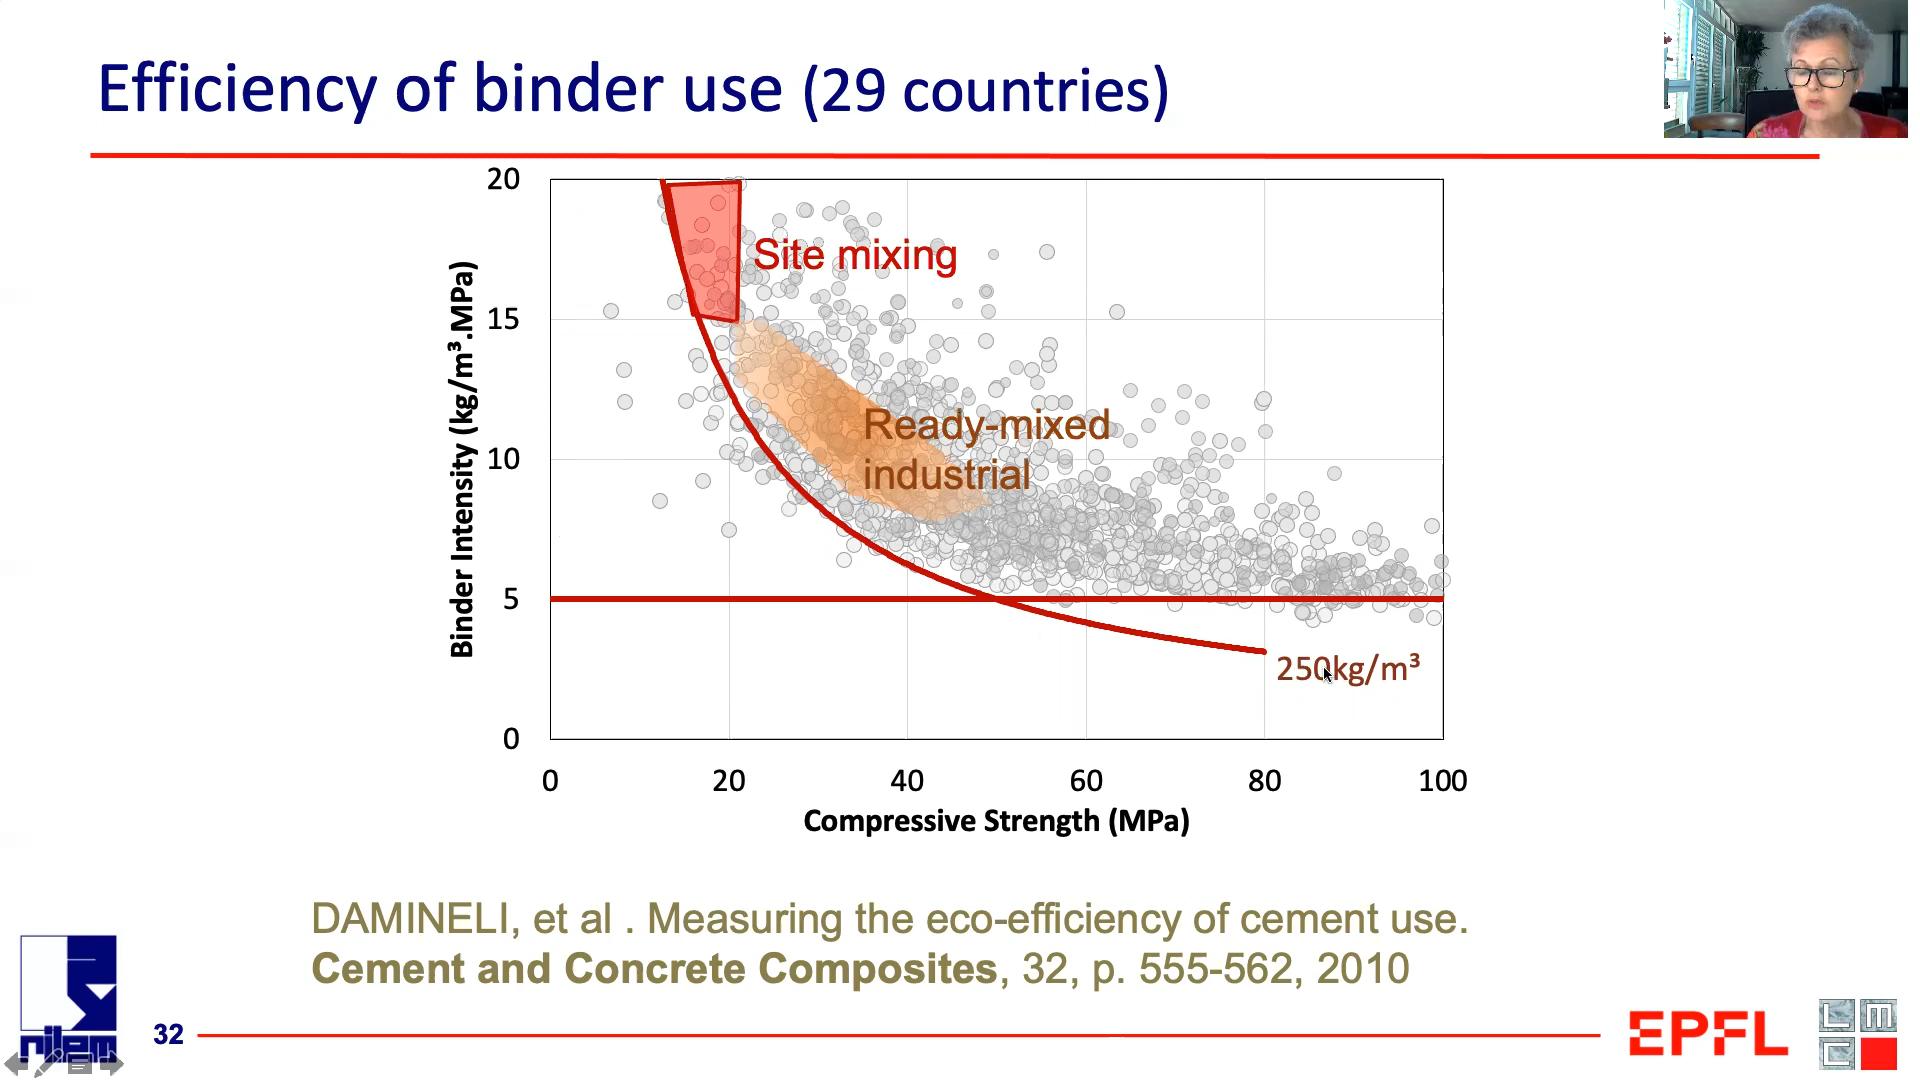 Efficiency of binder use (29 countries)
20
15
10
5
0
Binder Intensity (kg/m³.MPa)
Site mixing
Ready-mixed
industrial
250kg/m³
0 20 40 60 80 100
Compressive Strength (MPa)
DAMINELI, et al . Measuring the eco-efficiency of cement use.
Cement and Concrete Composites, 32, p. 555-562, 2010
rilem
32
EPFL
L M
C